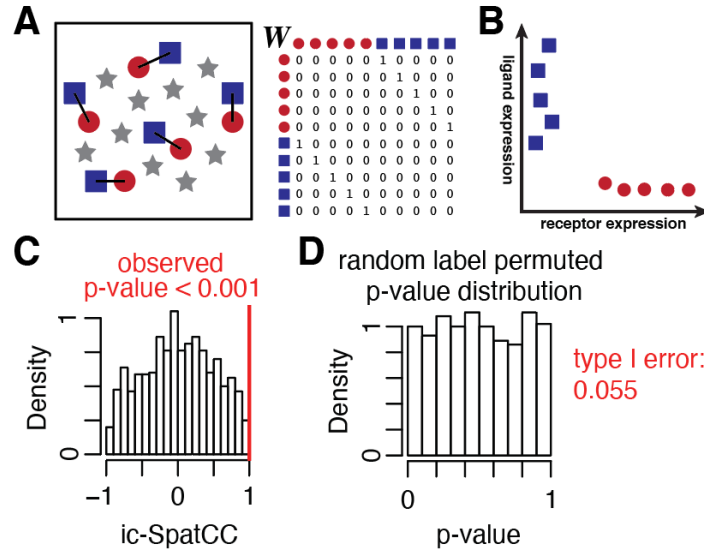 A
W
0 0 0 0 0 1 0 0 0 0
0 0 0 0 0 0 1 0 0 0
0 0 0 0 0 0 0 1 0 0
0 0 0 0 0 0 0 0 1 0
0 0 0 0 0 0 0 0 0 1
1 0 0 0 0 0 0 0 0 0
0 1 0 0 0 0 0 0 0 0
0 0 1 0 0 0 0 0 0 0
0 0 0 1 0 0 0 0 0 0
0 0 0 0 1 0 0 0 0 0
B
ligand expression
receptor expression
C
observed
p-value < 0.001
Density
0 1
−1 0 1
ic-SpatCC
D
random label permuted
p-value distribution
Density
0 1
0 1
p-value
type I error:
0.055